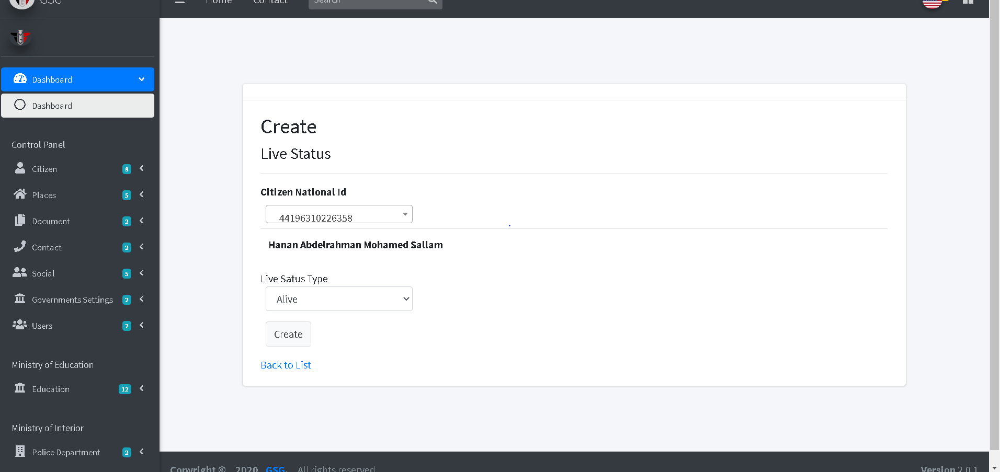 GSG
Home Contact Search
Dashboard
Dashboard
Control Panel
Citizen 8
Places 5
Document 2
Contact 2
Social 5
Governments Settings 2
Users 2
Ministry of Education
Education 12
Ministry of Interior
Police Department 2
Create
Live Status
Citizen National Id
44196310226358
Hanan Abdelrahman Mohamed Sallam
Live Satus Type
Alive
Create
Back to List
Copyright © 2020 GSG. All rights reserved
Version 2.0.1